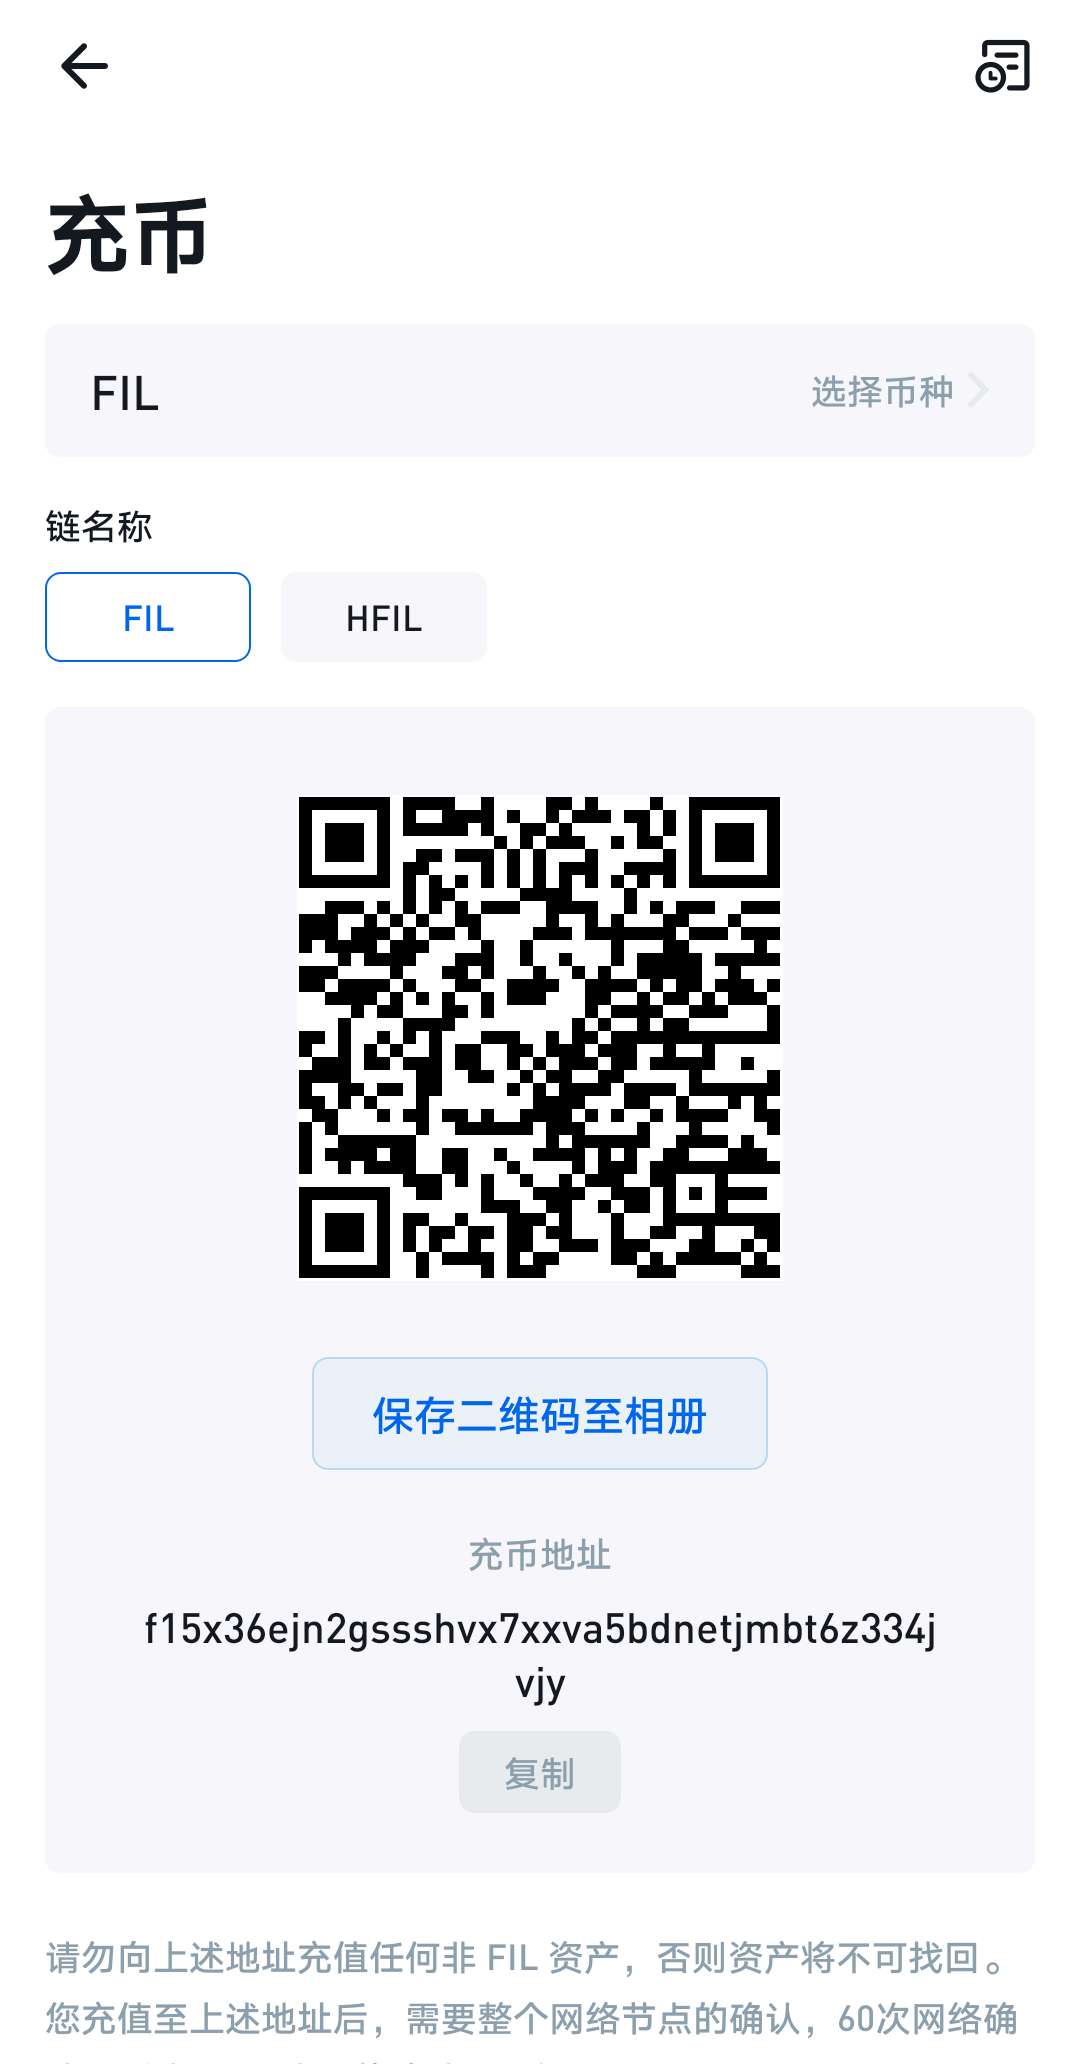 充币
FIL 选择币种
链名称
FIL HFIL
保存二维码至相册
充币地址
f15x36ejn2gssshvx7xxva5bdnetjmbt6z334j
vjy
复制
请勿向上述地址充值任何非 FIL 资产，否则资产将不可找回。
您充值至上述地址后，需要整个网络节点的确认，60次网络确